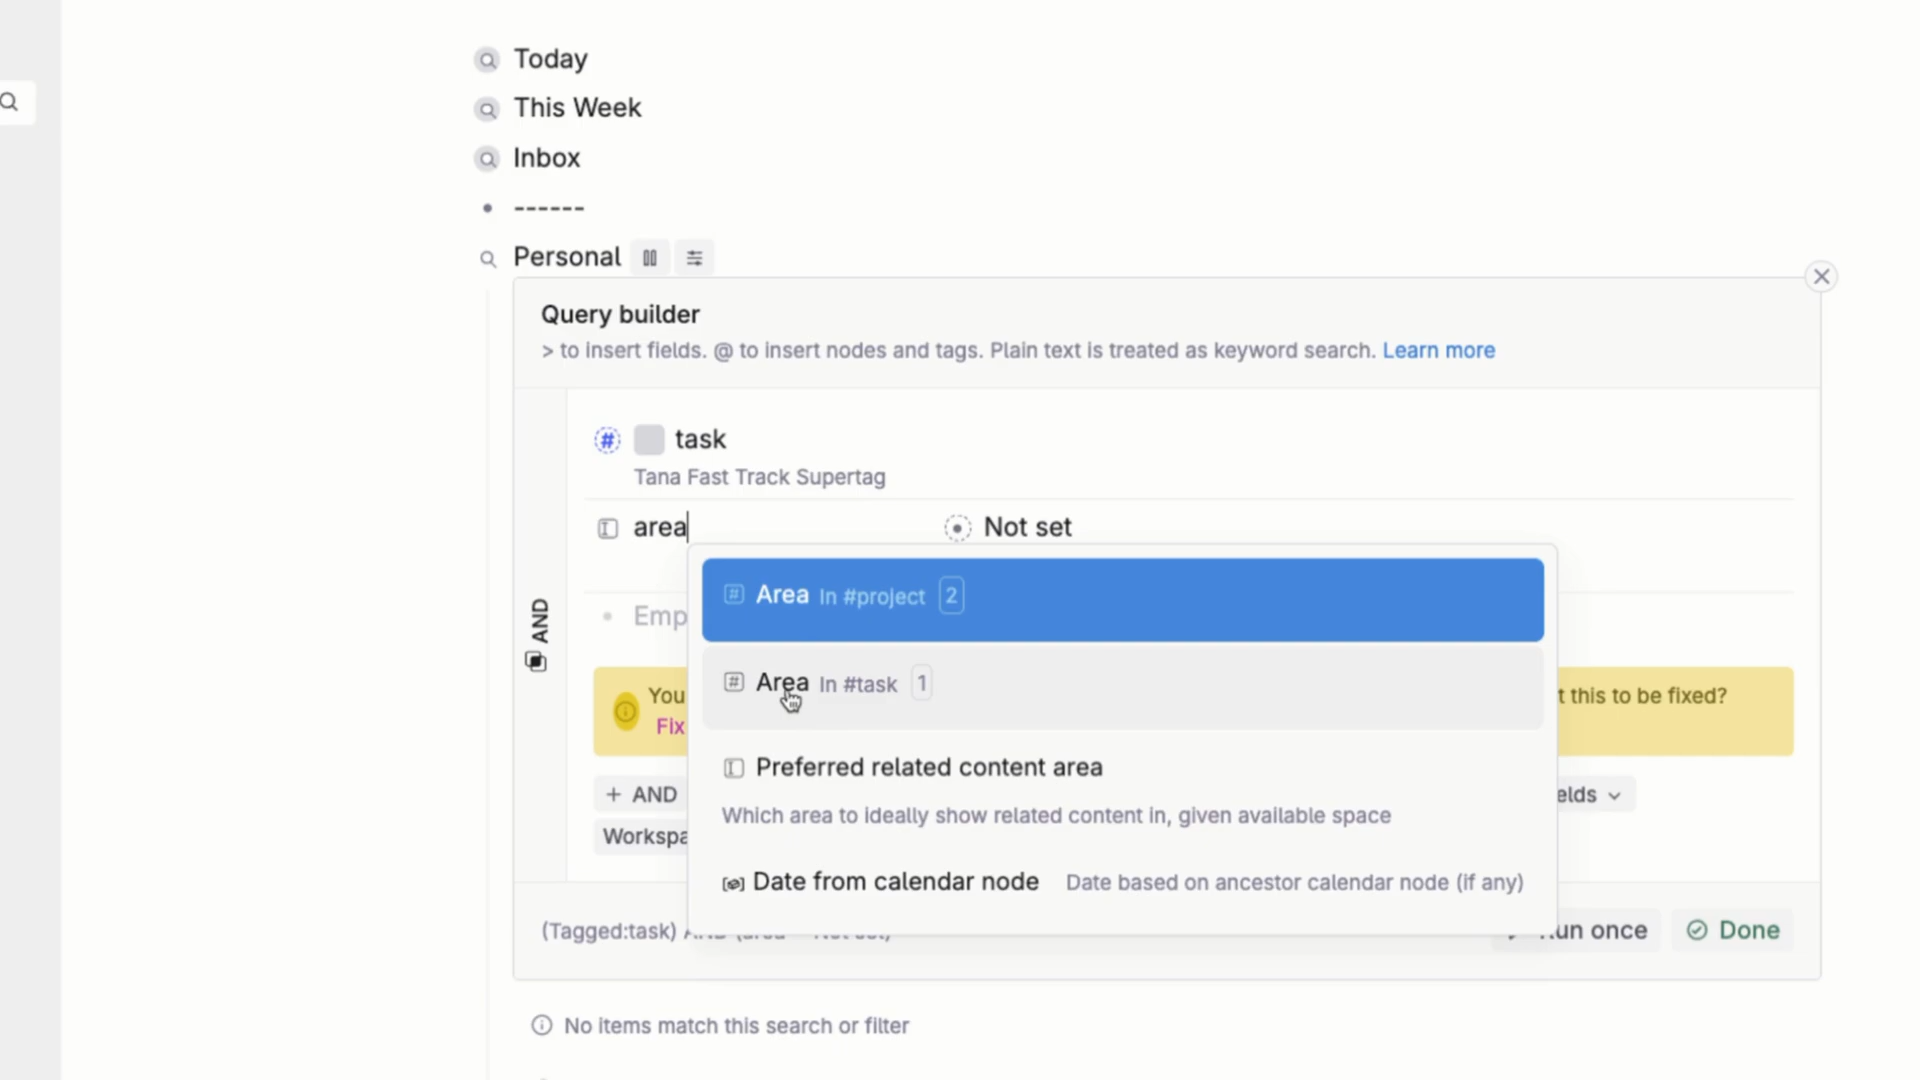 Today
This Week
Inbox
------
Personal
Query builder
> to insert fields. @ to insert nodes and tags. Plain text is treated as keyword search. Learn more
# task
Tana Fast Track Supertag
area Not set
Area In #project 2
Emp
AND
Area In #task 1
You t this to be fixed?
Fix
Preferred related content area
+ AND elds
Which area to ideally show related content in, given available space
Workspa
Date from calendar node Date based on ancestor calendar node (if any)
(Tagged:task) un once Done
No items match this search or filter